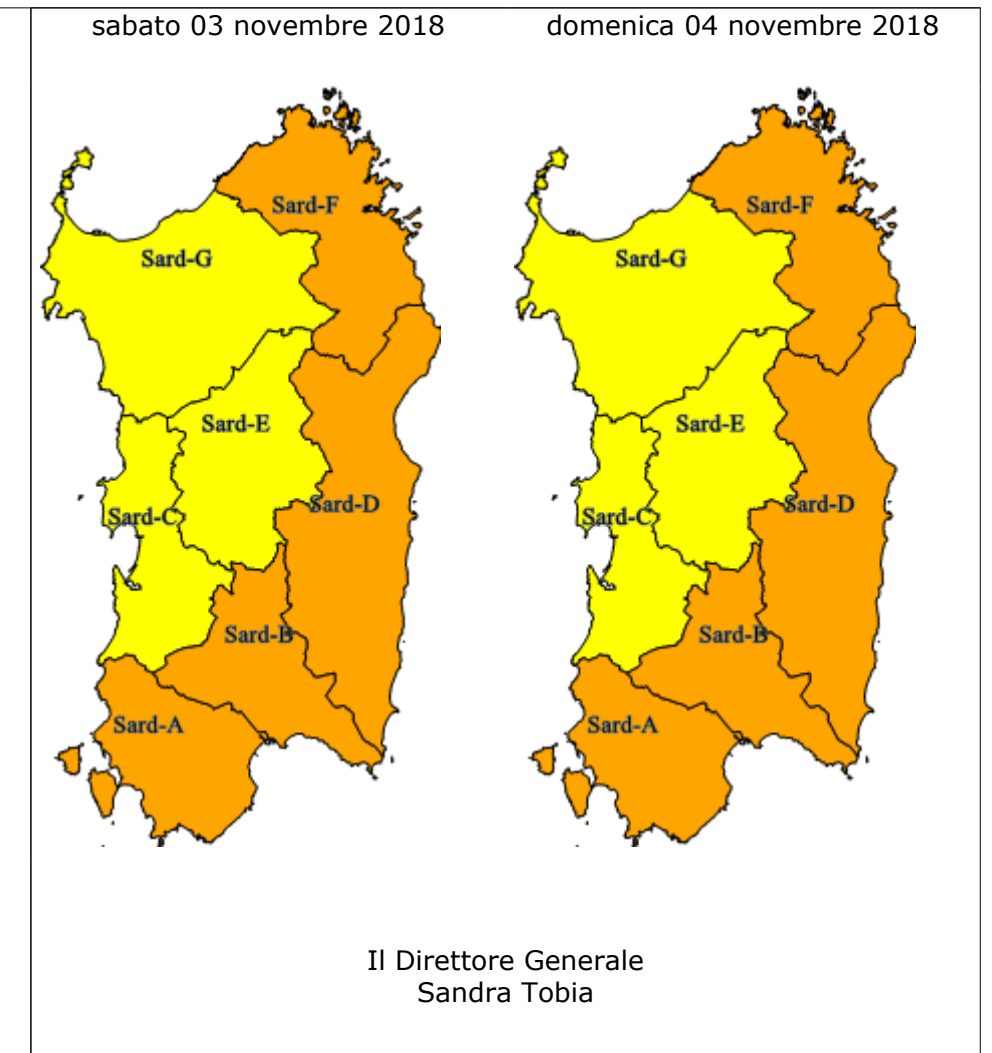 sabato 03 novembre 2018
domenica 04 novembre 2018
Sard-F
Sard-G
Sard-E
Sard-D
Sard-C
Sard-B
Sard-A
Sard-F
Sard-G
Sard-E
Sard-D
Sard-C
Sard-B
Sard-A
Il Direttore Generale
Sandra Tobia